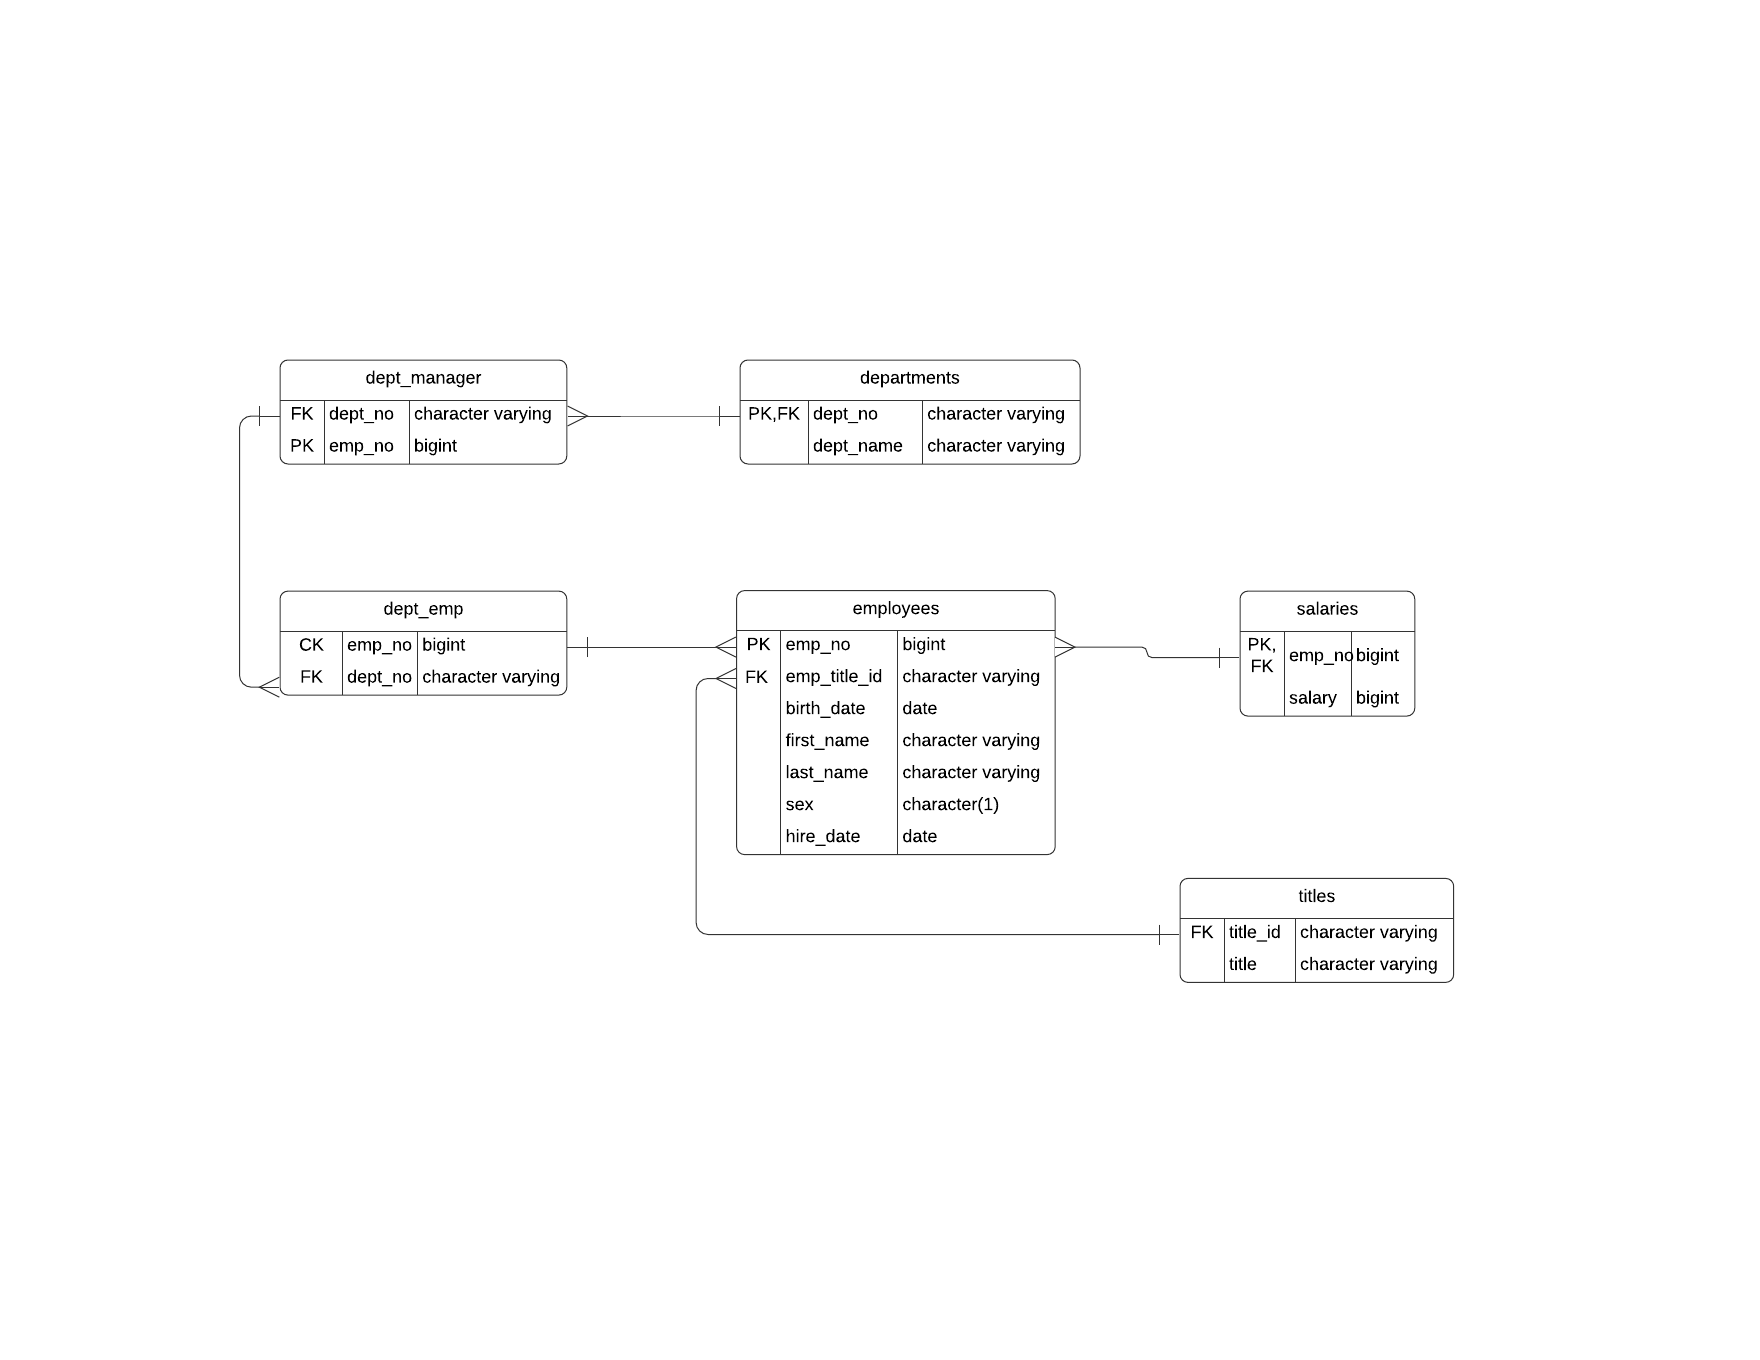 dept_manager
FK dept_no character varying
PK emp_no bigint
departments
PK,FK dept_no character varying
dept_name character varying
dept_emp
CK emp_no bigint
FK dept_no character varying
employees
PK emp_no bigint
FK emp_title_id character varying
birth_date date
first_name character varying
last_name character varying
sex character(1)
hire_date date
salaries
PK,
FK emp_no bigint
salary bigint
titles
FK title_id character varying
title character varying